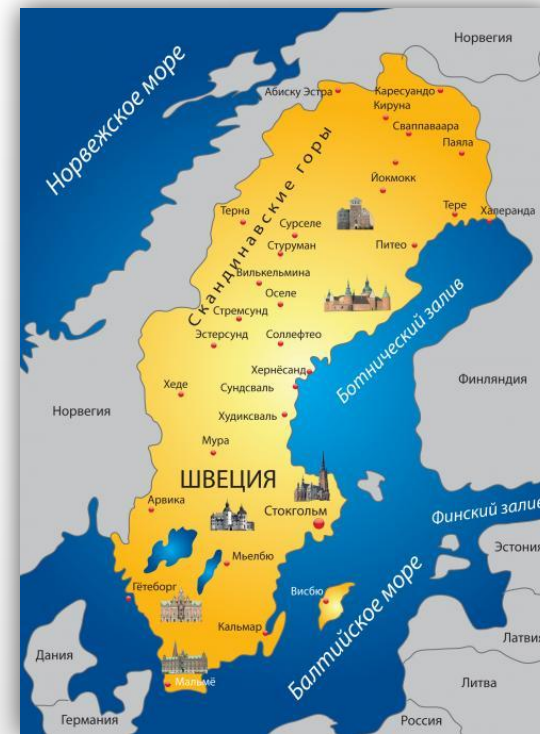 Норвегия
Норвежское море
Абиску Эстра
Каресуандо
Кируна
Сваппаваара
Паяла
Скандинавские горы
Йокмокк
Терна
Сурселе
Тере
Хаперанда
Стуруман
Питео
Вилькельмина
Оселе
Стремсунд
Ботнический залив
Эстерсунд
Соллефтео
Хернёсанд
Хеде
Сундсваль
Финляндия
Норвегия
Худиксваль
Мура
ШВЕЦИЯ
Арвика
Стокгольм
Финский залив
Эстония
Мьелбю
Гётеборг
Висбю
Балтийское море
Кальмар
Латвия
Дания
Мальмё
Литва
Германия
Россия